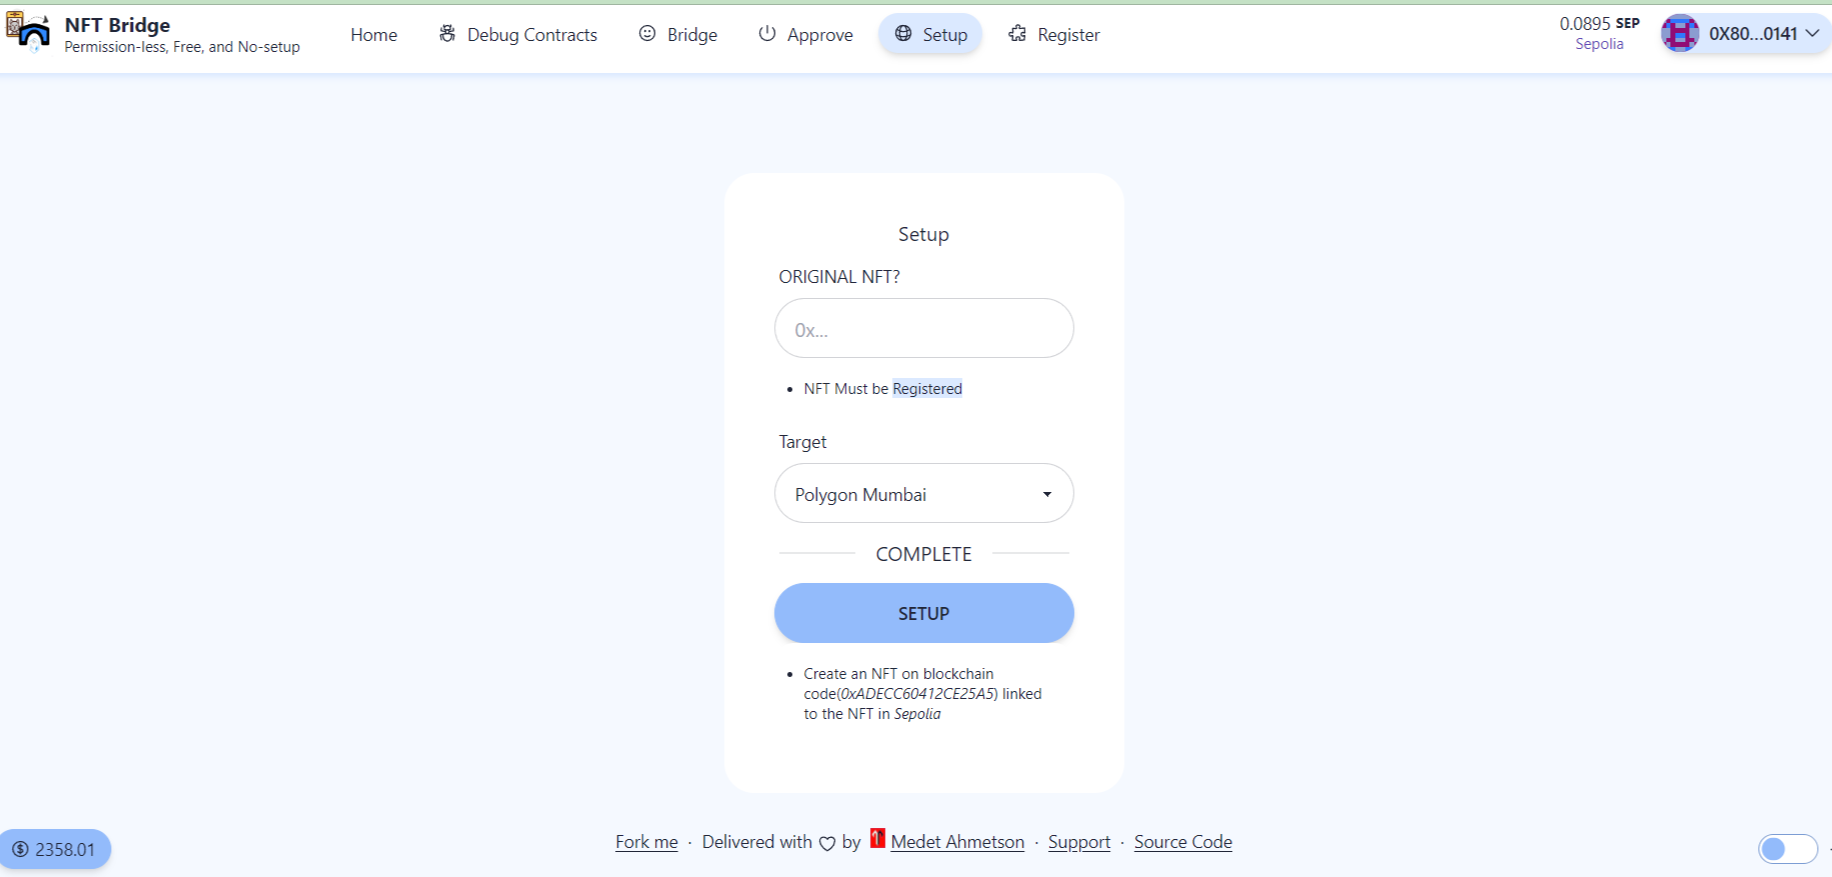 NFT Bridge
Permission-less, Free, and No-setup
Home
Debug Contracts
Bridge
Approve
Setup
Register
0.0895 SEP
Sepolia
0X80...0141
Setup
ORIGINAL NFT?
0x...
• NFT Must be Registered
Target
Polygon Mumbai
COMPLETE
SETUP
• Create an NFT on blockchain
code(0xADECC60412CE25A5) linked
to the NFT in Sepolia
2358.01
Fork me · Delivered with ♡ by Medet Ahmetson · Support · Source Code